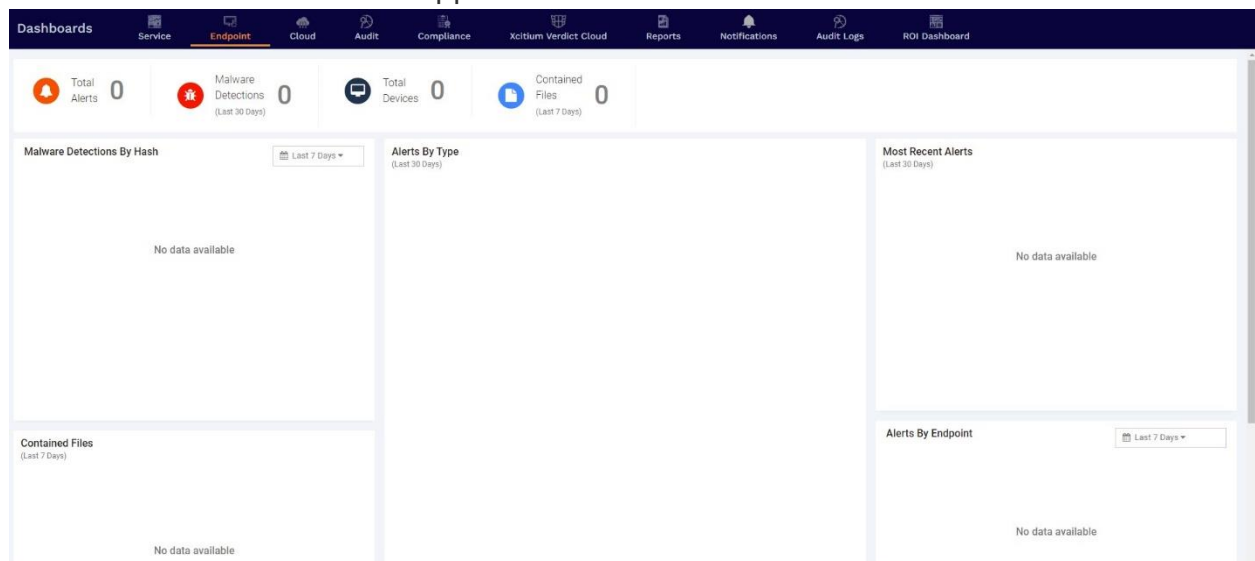 Dashboards
Service
Endpoint
Cloud
Audit
Compliance
Xcitium Verdict Cloud
Reports
Notifications
Audit Logs
ROI Dashboard
Total
Alerts
0
Malware
Detections
(Last 30 Days)
0
Total
Devices
0
Contained
Files
(Last 7 Days)
0
Malware Detections By Hash
Last 7 Days
No data available
Alerts By Type
(Last 30 Days)
Most Recent Alerts
(Last 30 Days)
No data available
Contained Files
(Last 7 Days)
No data available
Alerts By Endpoint
Last 7 Days
No data available